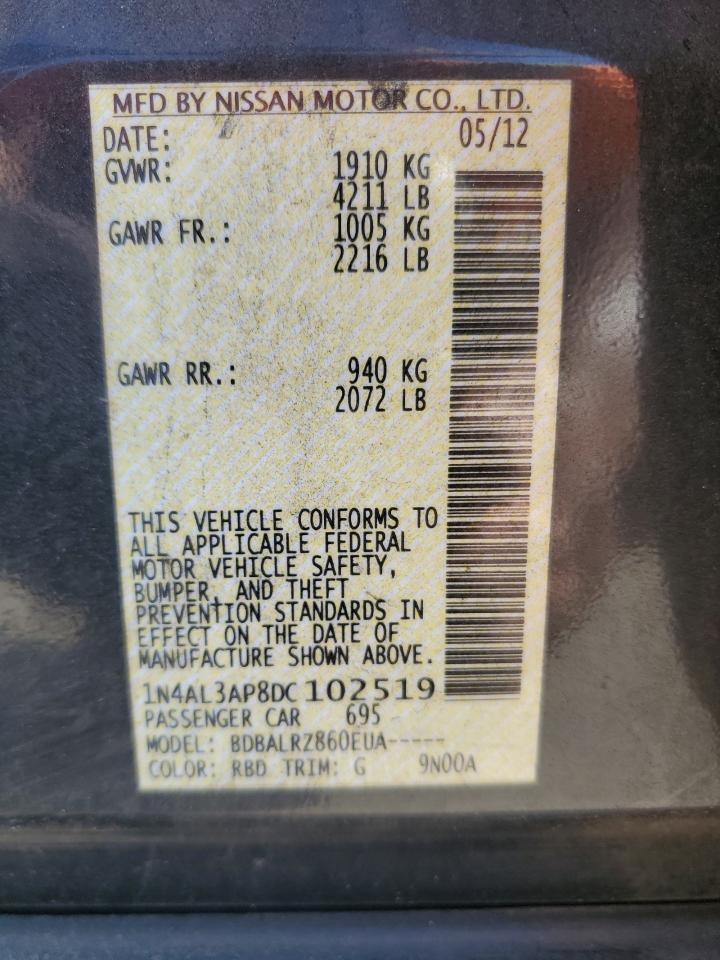 MFD BY NISSAN MOTOR CO., LTD.
DATE: 05/12
GVWR: 1910 KG
4211 LB
GAWR FR.: 1005 KG
2216 LB
GAWR RR.: 940 KG
2072 LB
THIS VEHICLE CONFORMS TO
ALL APPLICABLE FEDERAL
MOTOR VEHICLE SAFETY,
BUMPER, AND THEFT
PREVENTION STANDARDS IN
EFFECT ON THE DATE OF
MANUFACTURE SHOWN ABOVE.
1N4AL3AP8DC102519
PASSENGER CAR 695
MODEL: BDBALRZ860EUA-----
COLOR: RBD TRIM: G 9N00A